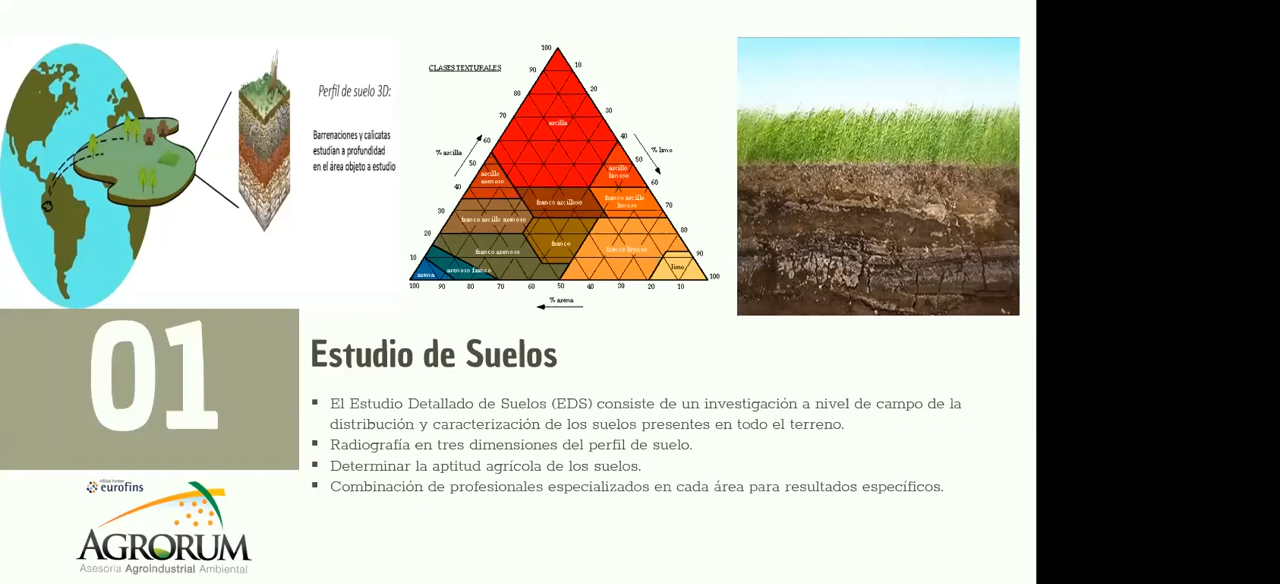 Perfil de suelo 3D:
Barrenaciones y calicatas
estudian a profundidad
en el área objeto a estudio
CLASES TEXTURALES
100
90
80
70
60
50
40
30
20
10
10
20
30
40
50
60
70
80
90
100
% arcilla
% limo
arcilla
arcillo
arenoso
arcillo
limoso
franco arcilloso
franco arcillo
limoso
franco arcillo arenoso
franco
franco arenoso
franco limoso
arena
arenoso franco
limo
100 90 80 70 60 50 40 30 20 10
% arena
01
Estudio de Suelos
El Estudio Detallado de Suelos (EDS) consiste de un investigación a nivel de campo de la
distribución y caracterización de los suelos presentes en todo el terreno.
Radiografía en tres dimensiones del perfil de suelo.
Determinar la aptitud agrícola de los suelos.
Combinación de profesionales especializados en cada área para resultados específicos.
eurofins
AGRORUM
Asesoría Agroindustrial Ambiental